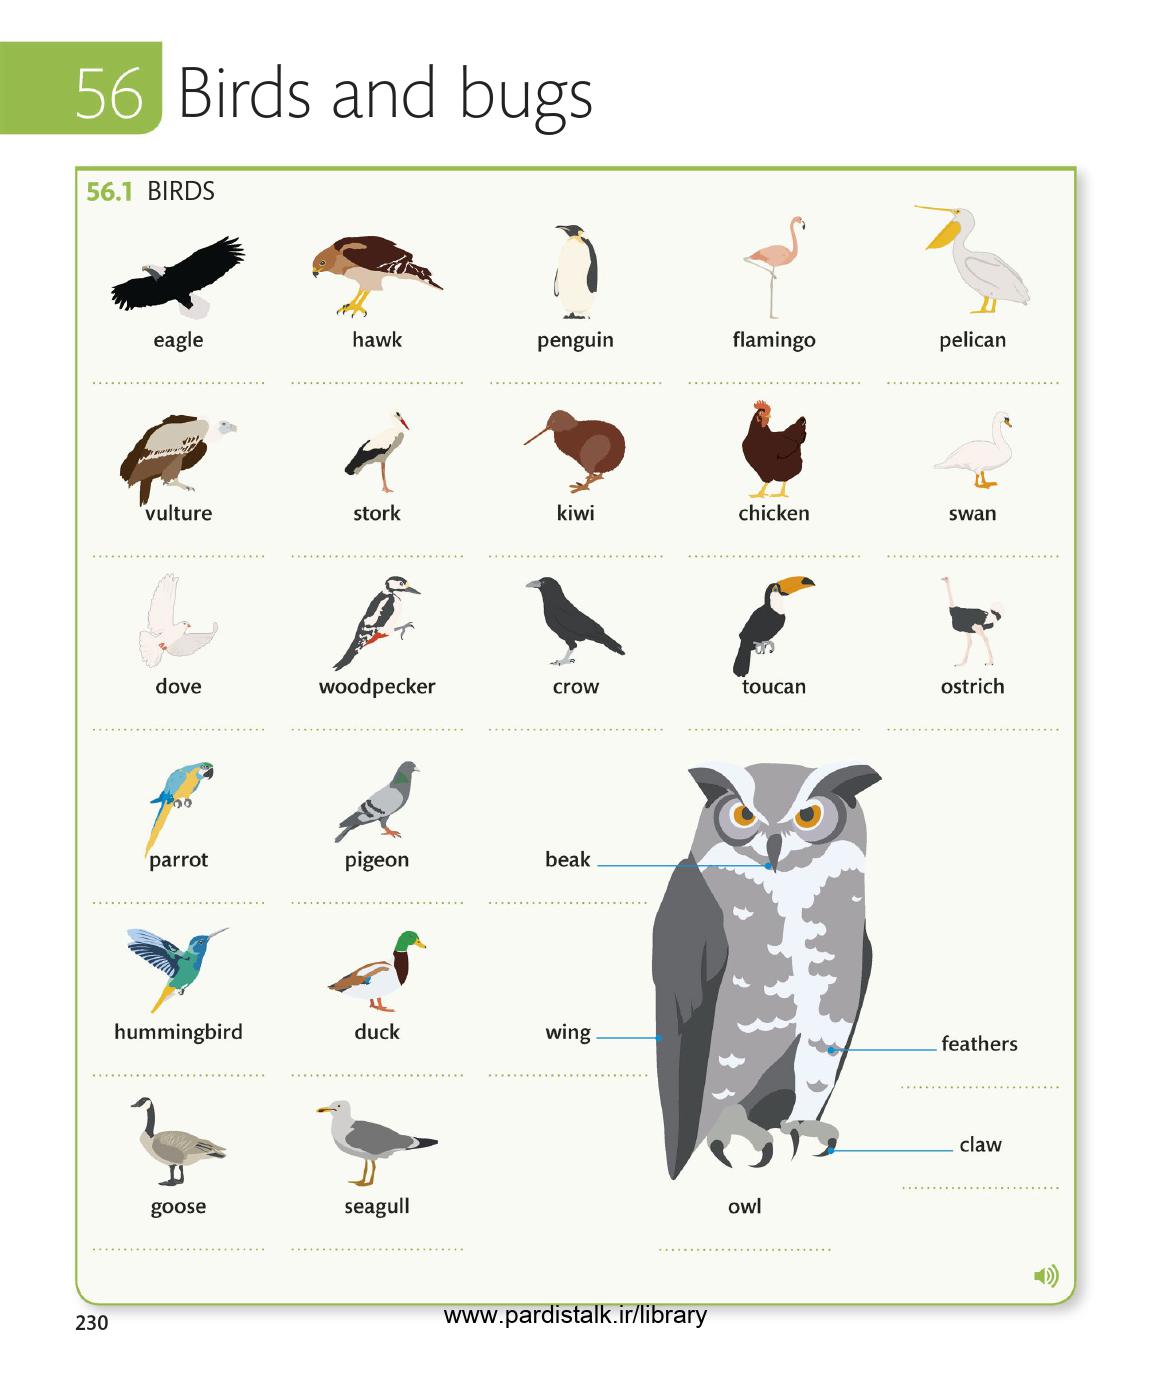 56 Birds and bugs
56.1 BIRDS
eagle hawk penguin flamingo pelican
vulture stork kiwi chicken swan
dove woodpecker crow toucan ostrich
parrot pigeon beak
hummingbird duck wing feathers
claw
goose seagull owl
230 www.pardistalk.ir/library